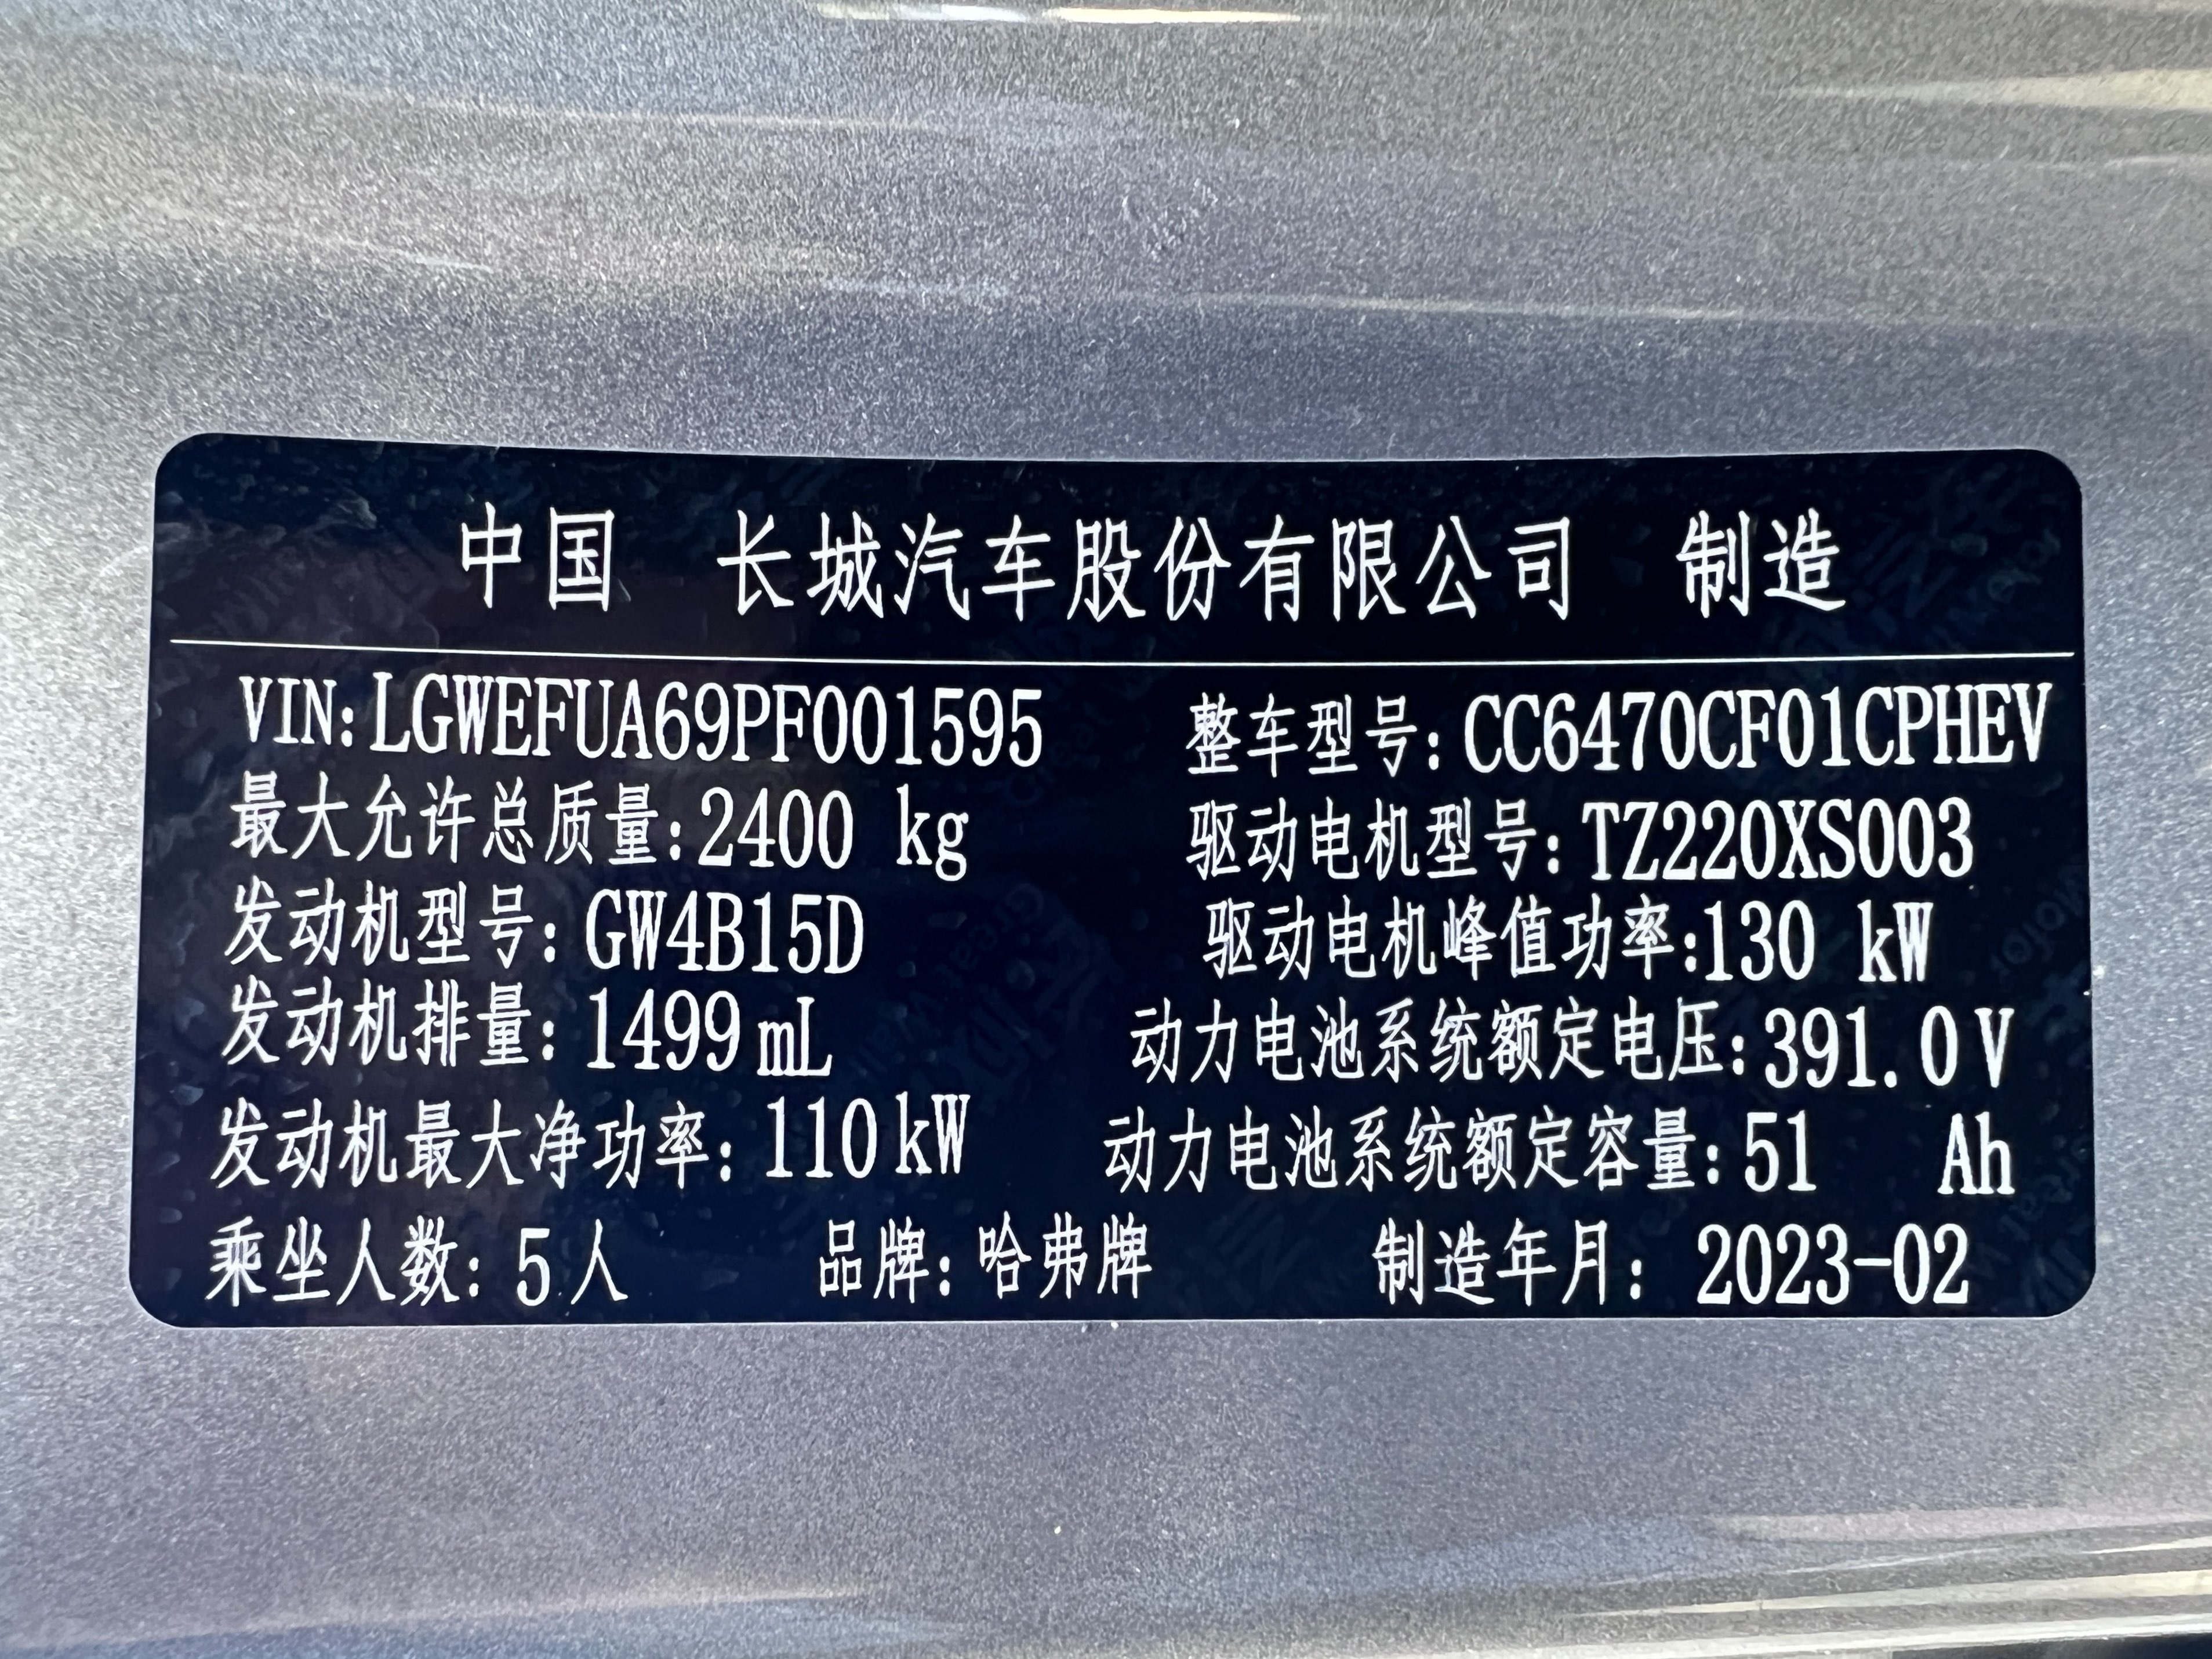 中国 长城汽车股份有限公司 制造
VIN:LGWEFUA69PF001595 整车型号:CC6470CF01CPHEV
最大允许总质量:2400 kg 驱动电机型号:TZ220XS003
发动机型号:GW4B15D 驱动电机峰值功率:130 kW
发动机排量:1499mL 动力电池系统额定电压:391.0V
发动机最大净功率:110kW 动力电池系统额定容量:51 Ah
乘坐人数:5人 品牌:哈弗牌 制造年月:2023-02